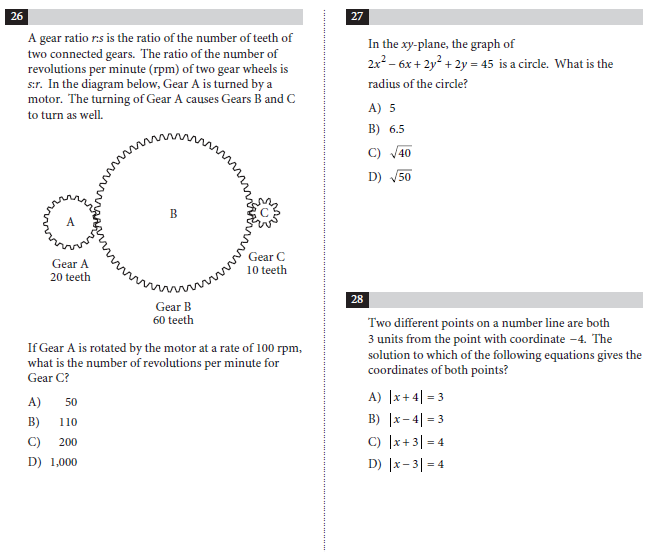 26
A gear ratio r:s is the ratio of the number of teeth of
two connected gears. The ratio of the number of
revolutions per minute (rpm) of two gear wheels is
s:r. In the diagram below, Gear A is turned by a
motor. The turning of Gear A causes Gears B and C
to turn as well.
A
B
C
Gear A
20 teeth
Gear C
10 teeth
Gear B
60 teeth
If Gear A is rotated by the motor at a rate of 100 rpm,
what is the number of revolutions per minute for
Gear C?
A) 50
B) 110
C) 200
D) 1,000
27
In the xy-plane, the graph of
2x² – 6x + 2y² + 2y = 45 is a circle. What is the
radius of the circle?
A) 5
B) 6.5
C) √40
D) √50
28
Two different points on a number line are both
3 units from the point with coordinate –4. The
solution to which of the following equations gives the
coordinates of both points?
A) |x + 4| = 3
B) |x – 4| = 3
C) |x + 3| = 4
D) |x – 3| = 4